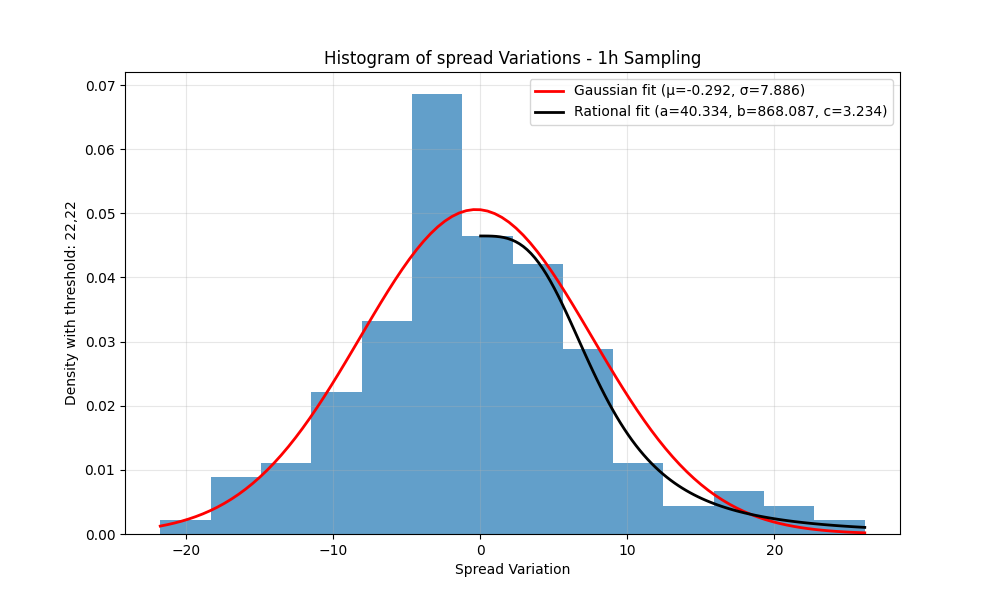 Histogram of spread Variations - 1h Sampling
Gaussian fit (μ=-0.292, σ=7.886)
Rational fit (a=40.334, b=868.087, c=3.234)
Density with threshold: 22,22
0.07
0.06
0.05
0.04
0.03
0.02
0.01
0.00
−20
−10
0
10
20
Spread Variation